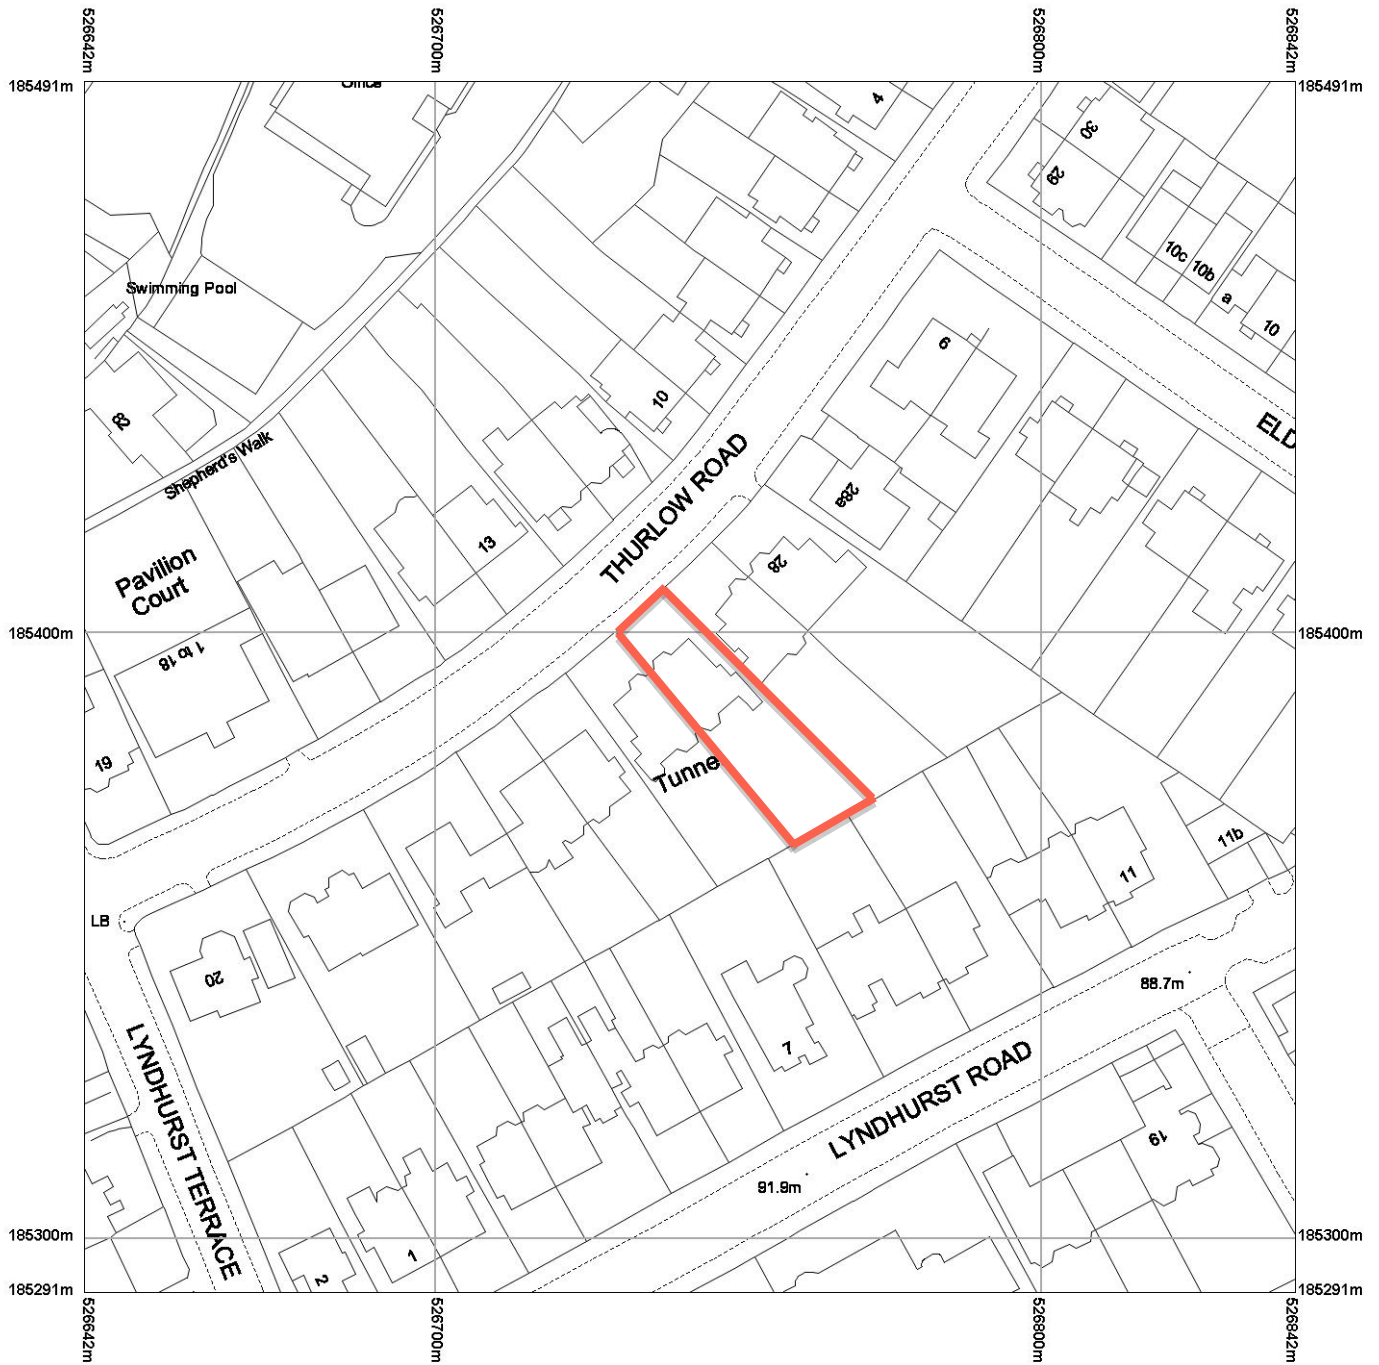 526642m
526700m
526800m
526842m
185491m
185491m
Office
4
30
29
10c
10b
a
10
Swimming Pool
6
10
ELD
Shepherd's Walk
THURLOW ROAD
28a
13
28
Pavilion
Court
185400m
185400m
1 to 18
19
Tunne
11b
11
LB
20
88.7m
7
LYNDHURST ROAD
LYNDHURST TERRACE
19
91.9m
1
2
185300m
185300m
185291m
185291m
526642m
526700m
526800m
526842m